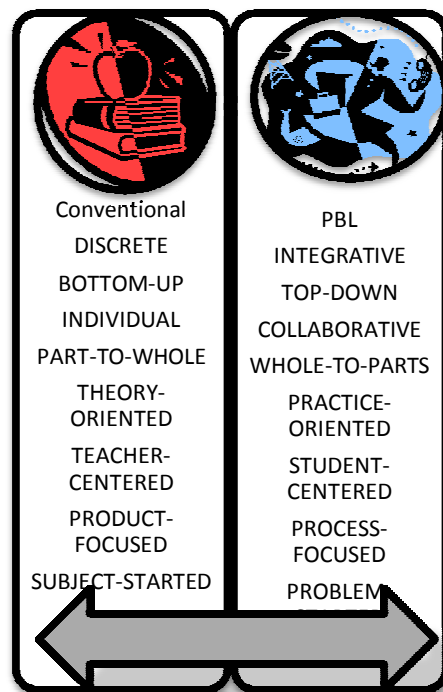 Conventional
DISCRETE
BOTTOM-UP
INDIVIDUAL
PART-TO-WHOLE
THEORY-
ORIENTED
TEACHER-
CENTERED
PRODUCT-
FOCUSED
SUBJECT-STARTED
PBL
INTEGRATIVE
TOP-DOWN
COLLABORATIVE
WHOLE-TO-PARTS
PRACTICE-
ORIENTED
STUDENT-
CENTERED
PROCESS-
FOCUSED
PROBLEM-